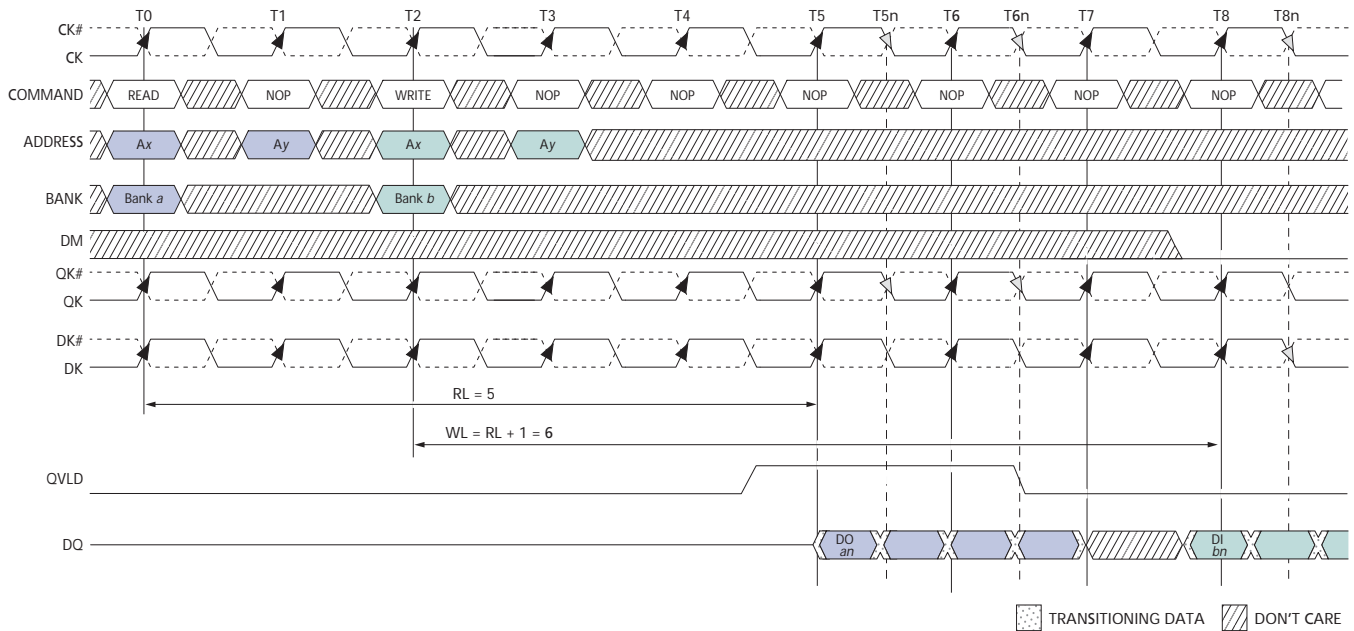 T0 T1 T2 T3 T4 T5 T5n T6 T6n T7 T8 T8n
CK#
CK
COMMAND READ NOP WRITE NOP NOP NOP NOP NOP NOP
ADDRESS Ax Ay Ax Ay
BANK Bank a Bank b
DM
QK#
QK
DK#
DK
RL = 5
WL = RL + 1 = 6
QVLD
DQ DO an DI bn
TRANSITIONING DATA DON'T CARE